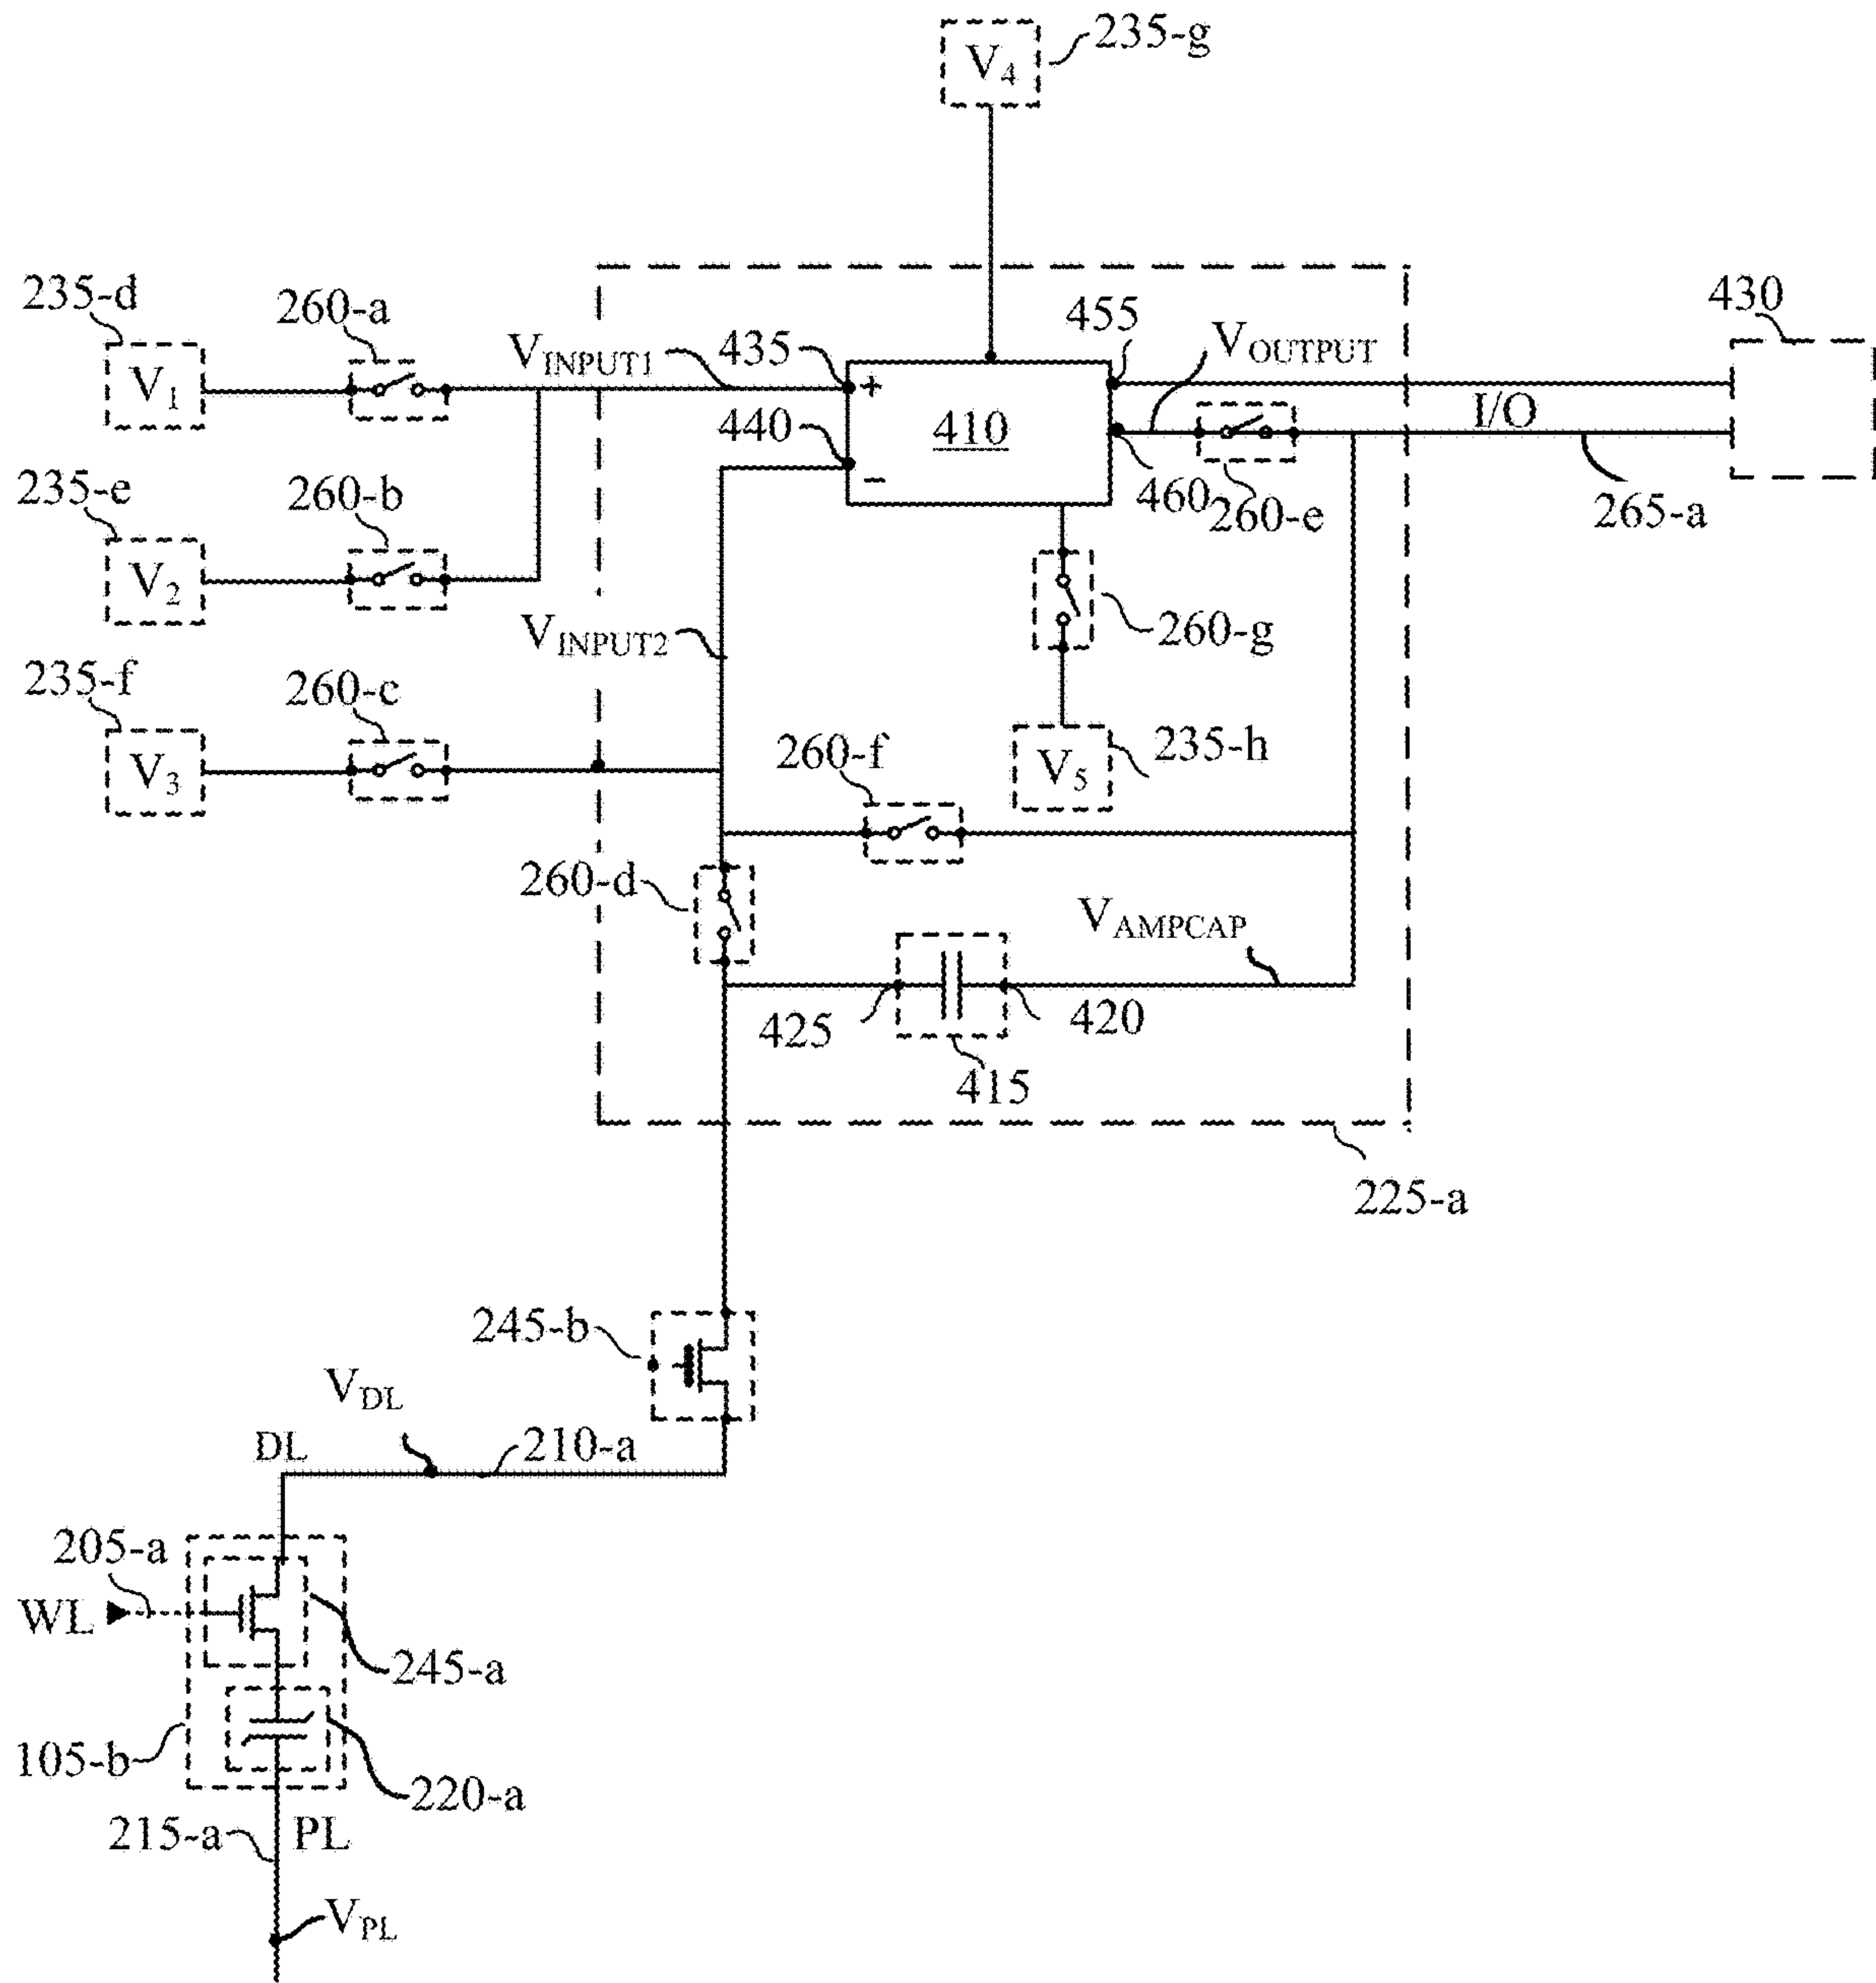 235-g
V4
235-d
260-a
V1
VINPUT1
435
455
VOUTPUT
430
+
440
410
I/O
−
460
260-e
265-a
235-e
260-b
V2
VINPUT2
260-g
235-f
260-c
V3
260-f
V5
235-h
260-d
VAMPCAP
425
420
415
225-a
245-b
VDL
DL
210-a
205-a
WL
245-a
105-b
220-a
215-a
PL
VPL